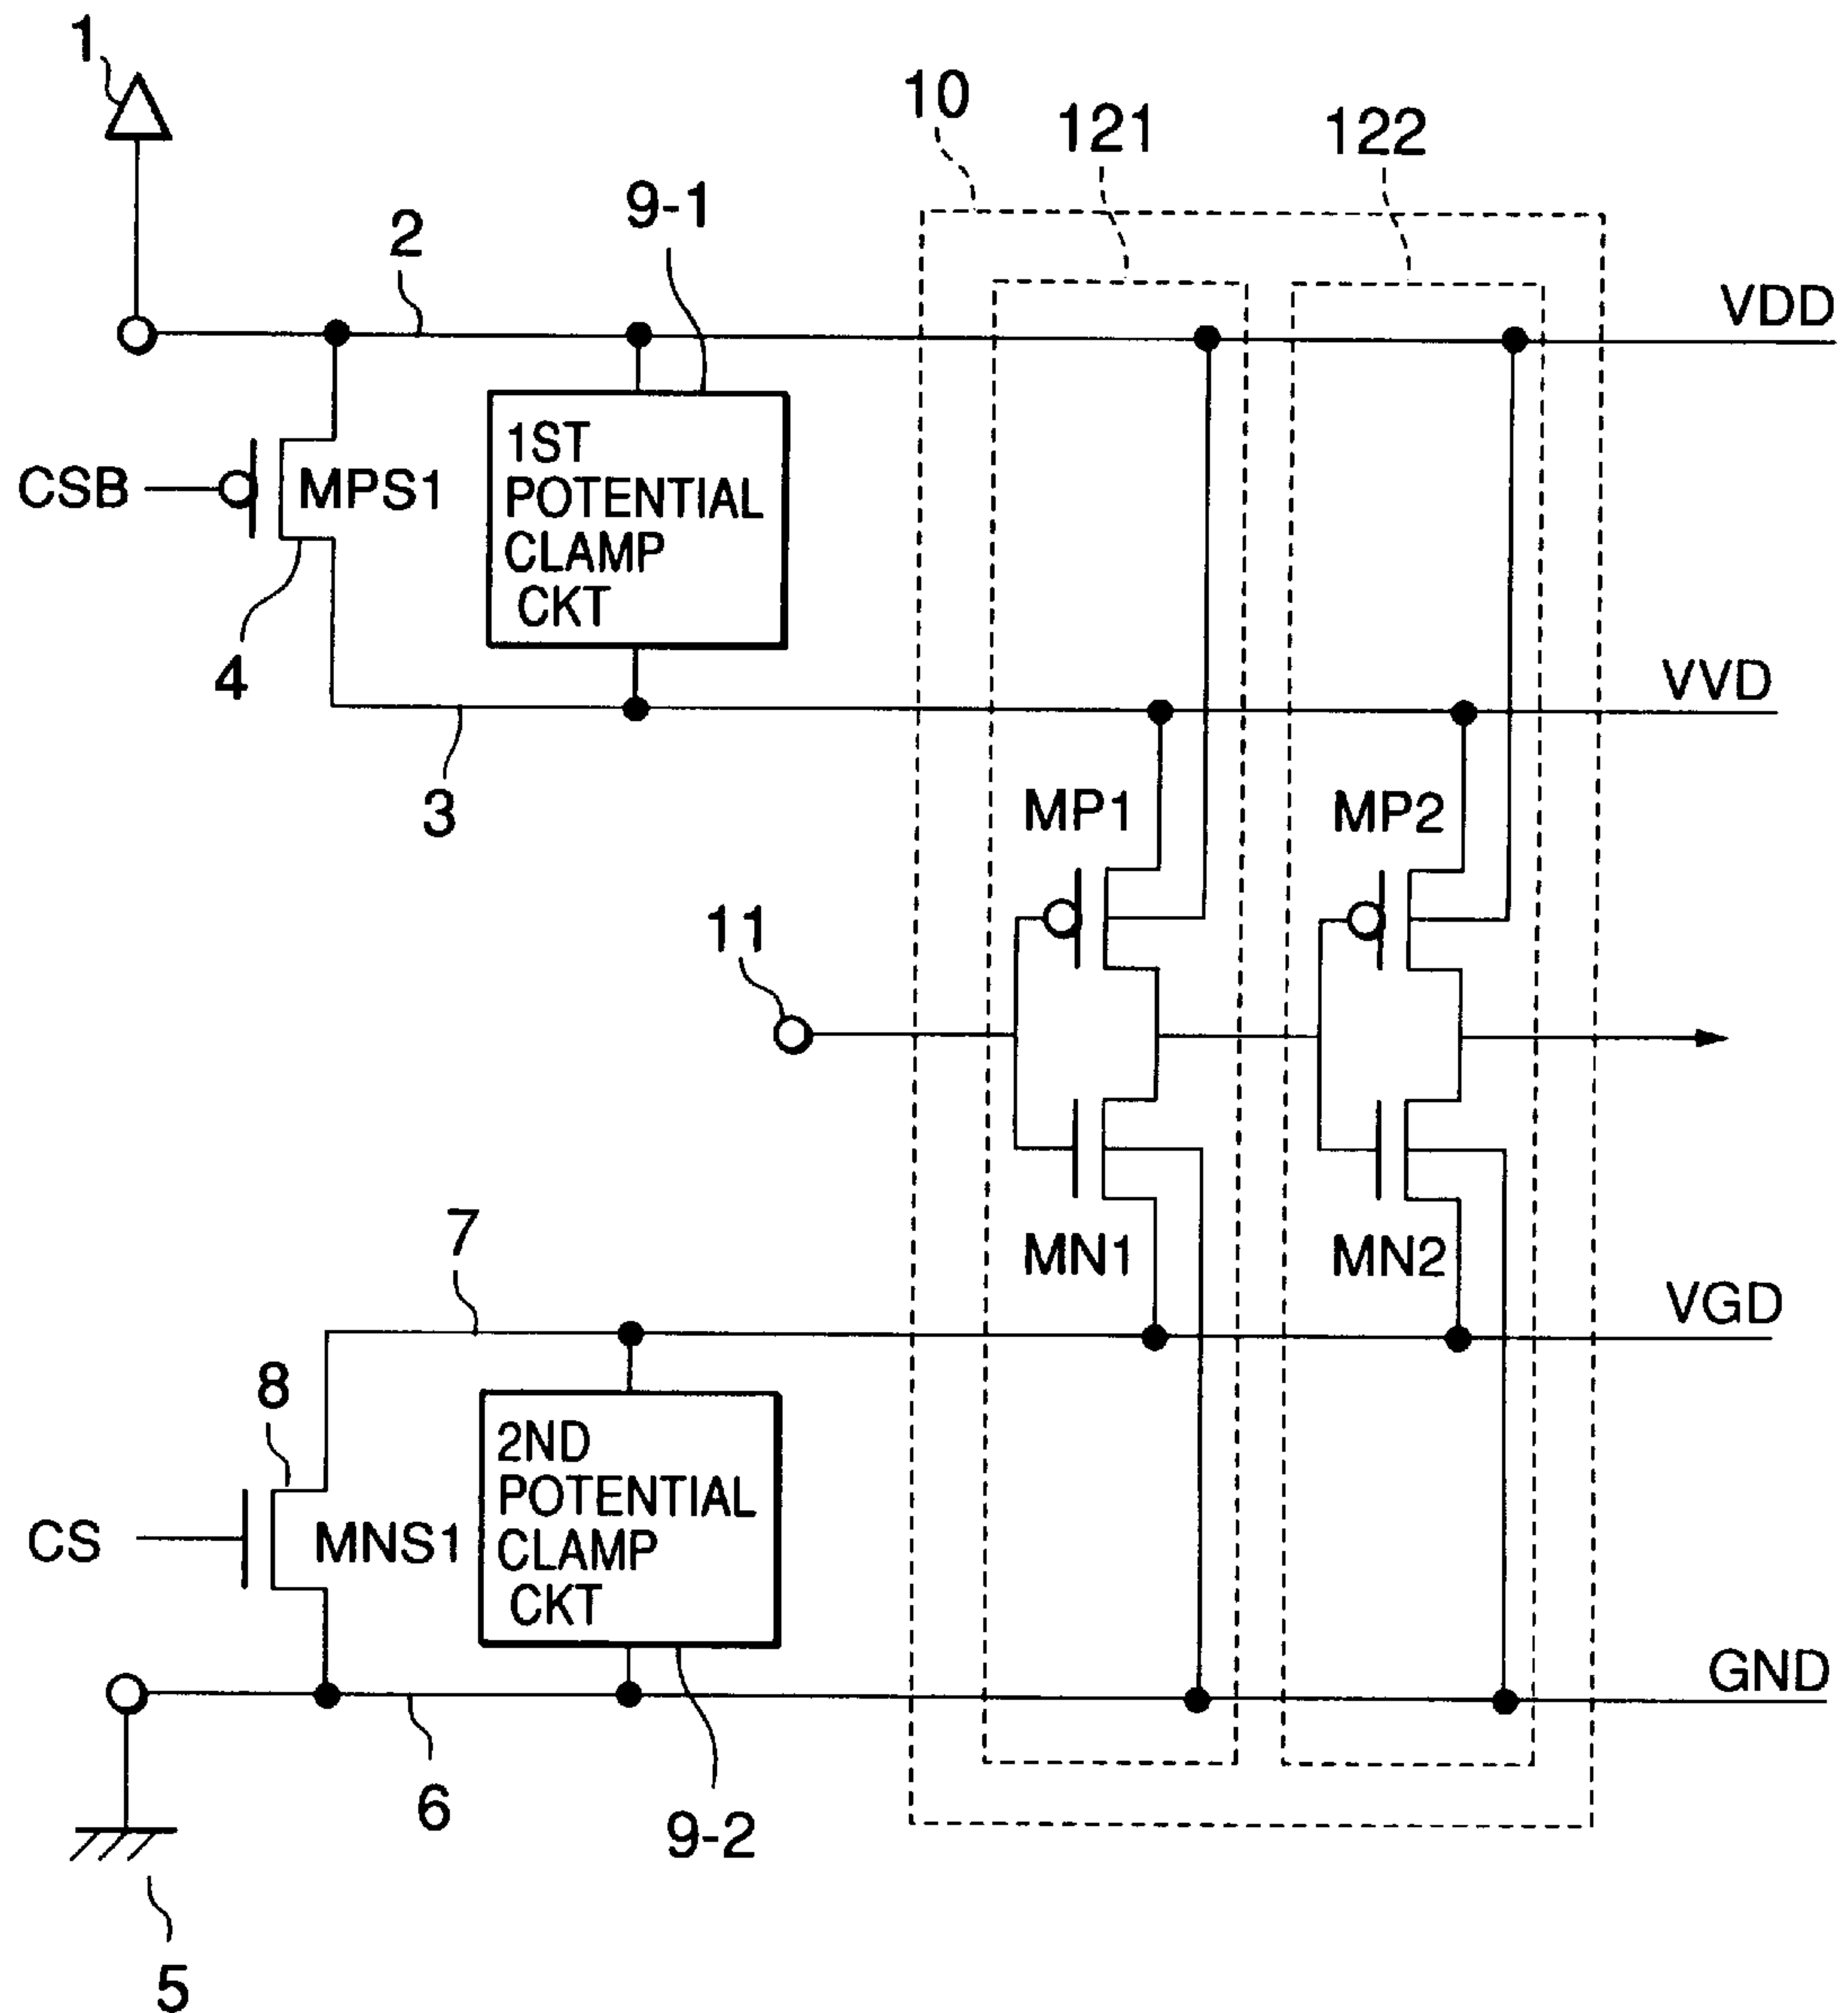 1
10
121
122
9-1
2
VDD
1ST
POTENTIAL
CLAMP
CKT
CSB
MPS1
4
VVD
3
MP1
MP2
11
7
MN1
MN2
VGD
8
2ND
POTENTIAL
CLAMP
CKT
CS
MNS1
GND
6
9-2
5